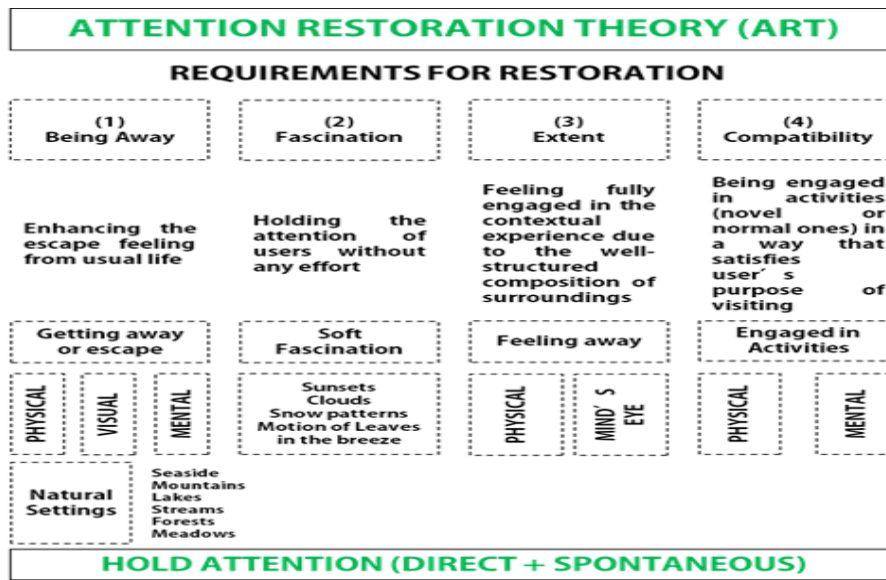 ATTENTION RESTORATION THEORY (ART)
REQUIREMENTS FOR RESTORATION
(1)
Being Away
Enhancing the
escape feeling
from usual life
Getting away
or escape
PHYSICAL
VISUAL
MENTAL
Natural
Settings
Seaside
Mountains
Lakes
Streams
Forests
Meadows
(2)
Fascination
Holding the
attention of
users without
any effort
Soft
Fascination
Sunsets
Clouds
Snow patterns
Motion of Leaves
in the breeze
(3)
Extent
Feeling fully
engaged in the
contextual
experience due
to the well-
structured
composition of
surroundings
Feeling away
PHYSICAL
MIND´ S
EYE
(4)
Compatibility
Being engaged
in activities
(novel or
normal ones) in
a way that
satisfies
user´ s
purpose of
visiting
Engaged in
Activities
PHYSICAL
MENTAL
HOLD ATTENTION (DIRECT + SPONTANEOUS)